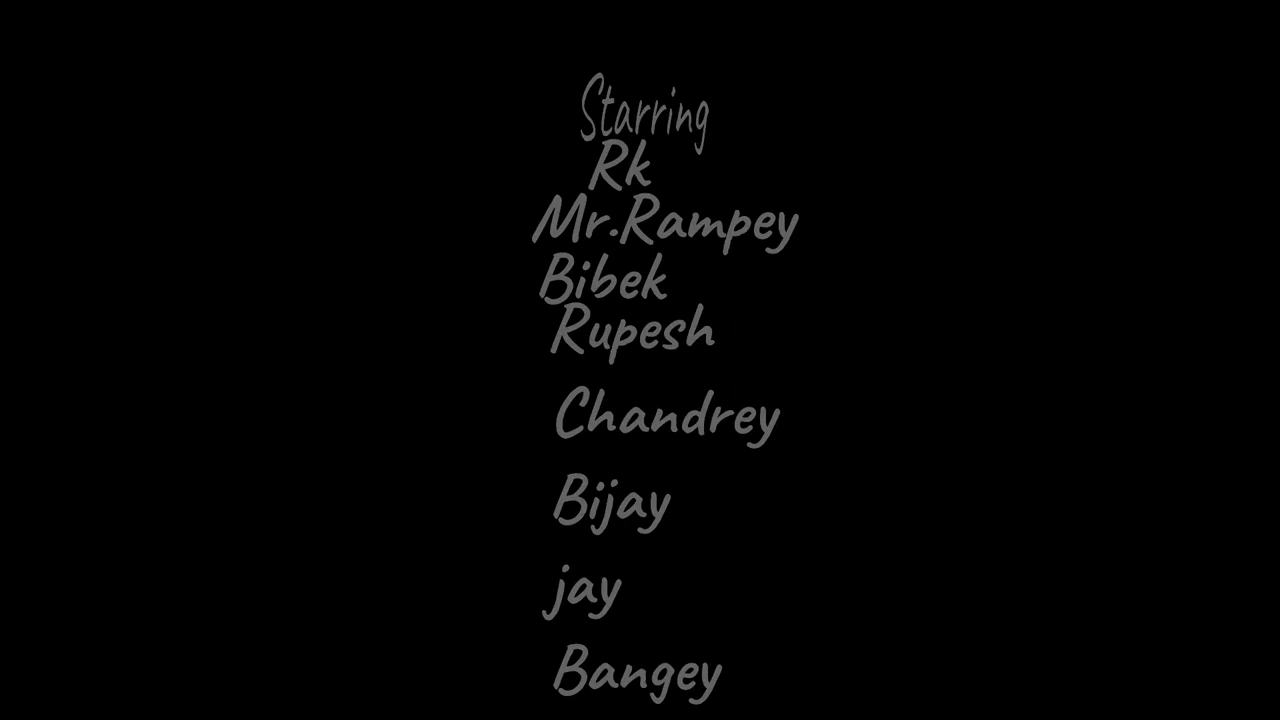 Starring
Rk
Mr.Rampey
Bibek
Rupesh
Chandrey
Bijay
jay
Bangey